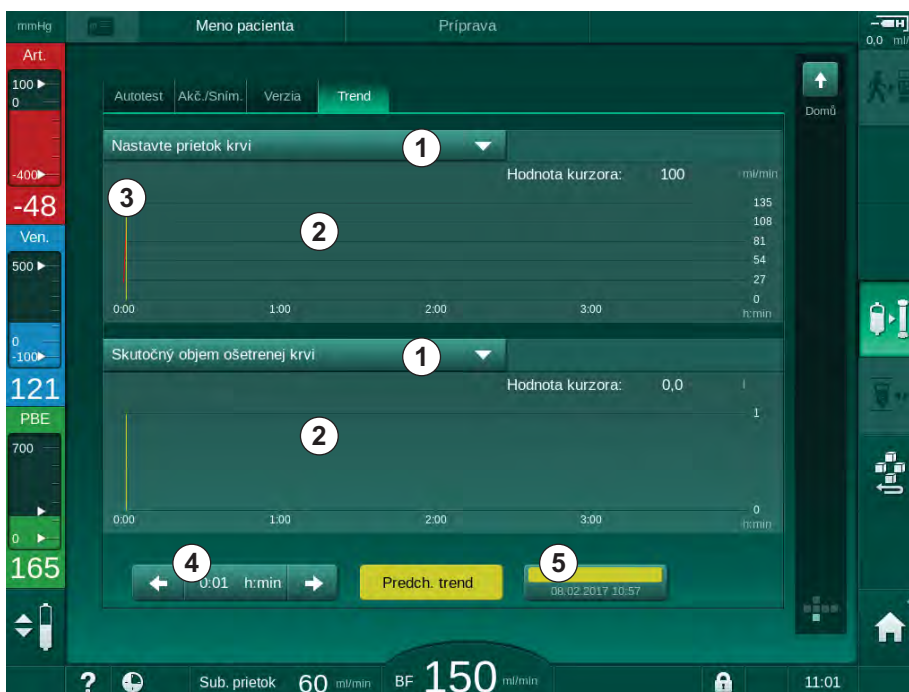 mmHg
Meno pacienta
Príprava
0,0 ml/
Art.
100
0
-400
-48
Ven.
500
0
-100
121
PBE
700
0
165
Autotest
Akč./Sním.
Verzia
Trend
Domů
Nastavte prietok krvi
1
Hodnota kurzora: 100 ml/min
3
2
135
108
81
54
27
0
0:00 1:00 2:00 3:00 h:min
Skutočný objem ošetrenej krvi
1
Hodnota kurzora: 0,0 l
2
1
0
0:00 1:00 2:00 3:00 h:min
4
0:01 h:min
Predch. trend
5
08.02.2017 10:57
?
Sub. prietok 60 ml/min
BF 150 ml/min
11:01